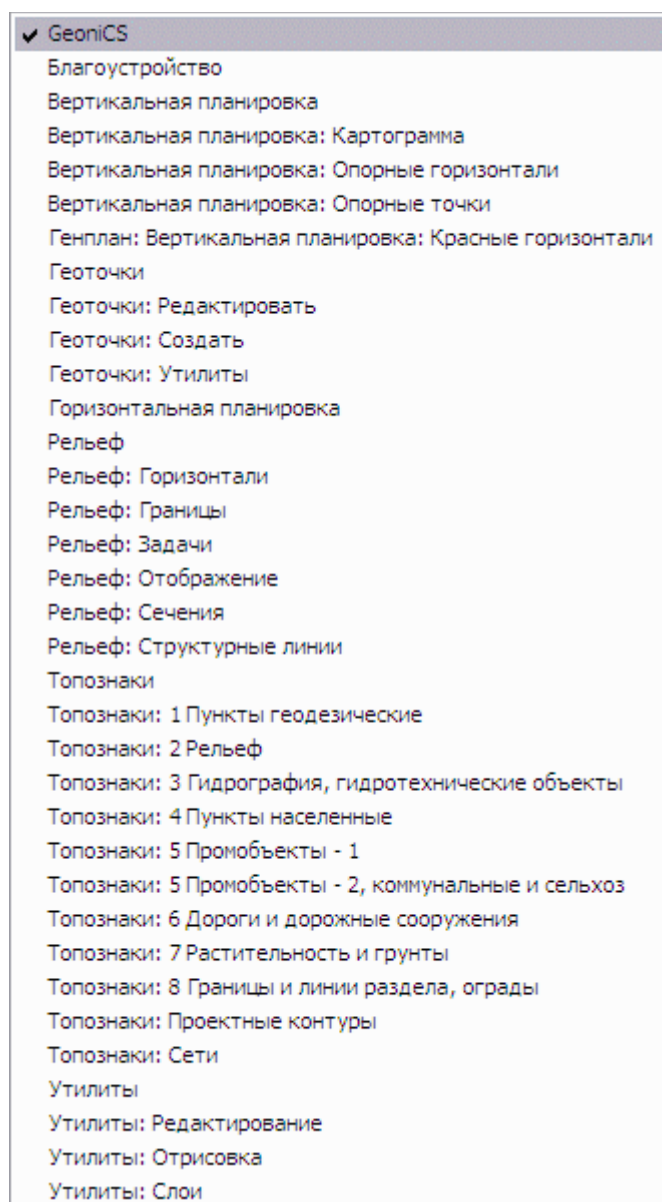 GeoniCS
Благоустройство
Вертикальная планировка
Вертикальная планировка: Картограмма
Вертикальная планировка: Опорные горизонтали
Вертикальная планировка: Опорные точки
Генплан: Вертикальная планировка: Красные горизонтали
Геоточки
Геоточки: Редактировать
Геоточки: Создать
Геоточки: Утилиты
Горизонтальная планировка
Рельеф
Рельеф: Горизонтали
Рельеф: Границы
Рельеф: Задачи
Рельеф: Отображение
Рельеф: Сечения
Рельеф: Структурные линии
Топознаки
Топознаки: 1 Пункты геодезические
Топознаки: 2 Рельеф
Топознаки: 3 Гидрография, гидротехнические объекты
Топознаки: 4 Пункты населенные
Топознаки: 5 Промобъекты - 1
Топознаки: 5 Промобъекты - 2, коммунальные и сельхоз
Топознаки: 6 Дороги и дорожные сооружения
Топознаки: 7 Растительность и грунты
Топознаки: 8 Границы и линии раздела, ограды
Топознаки: Проектные контуры
Топознаки: Сети
Утилиты
Утилиты: Редактирование
Утилиты: Отрисовка
Утилиты: Слои